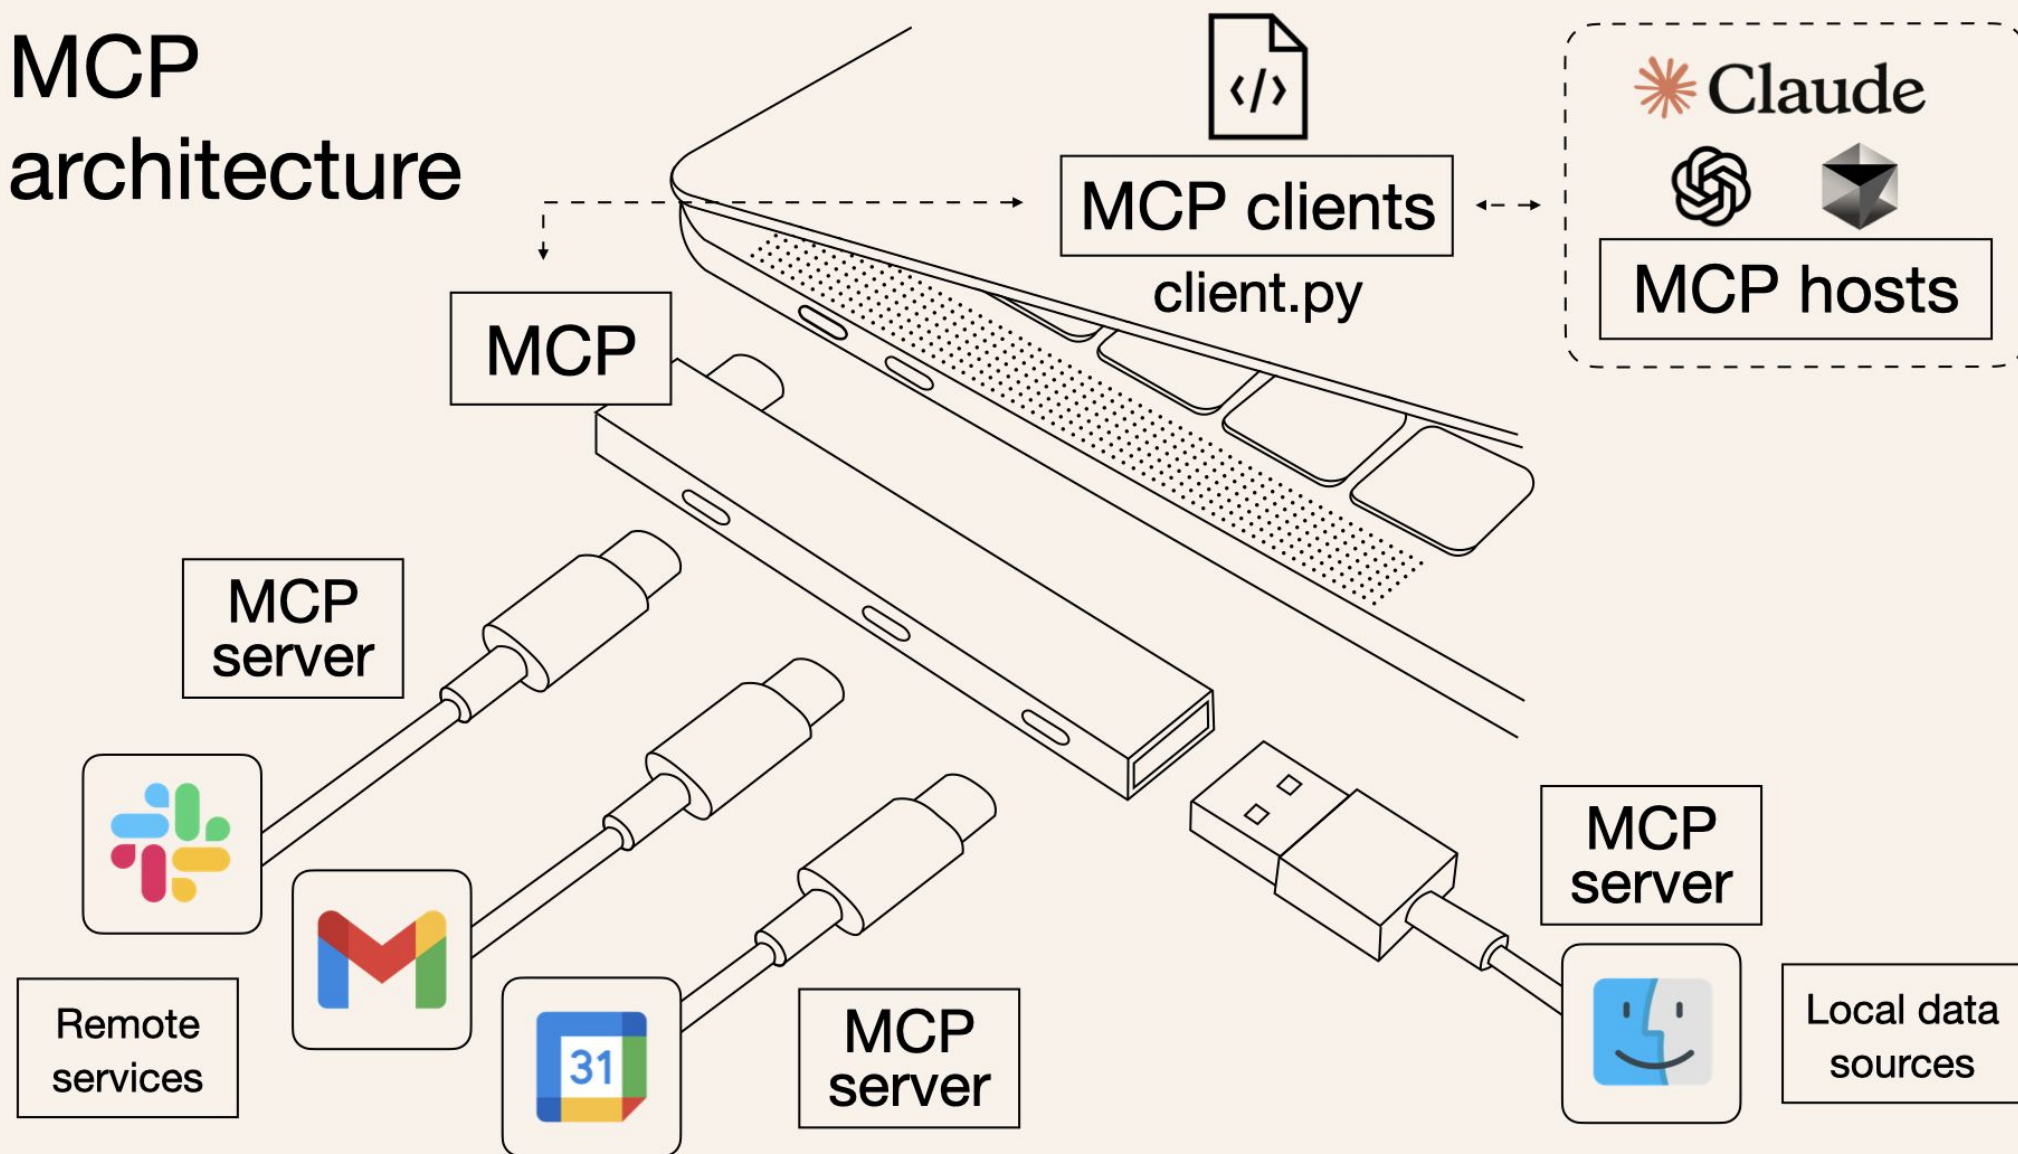 MCP
architecture
</>
MCP clients
client.py
Claude
MCP hosts
MCP
MCP
server
Remote
services
31
MCP
server
MCP
server
Local data
sources